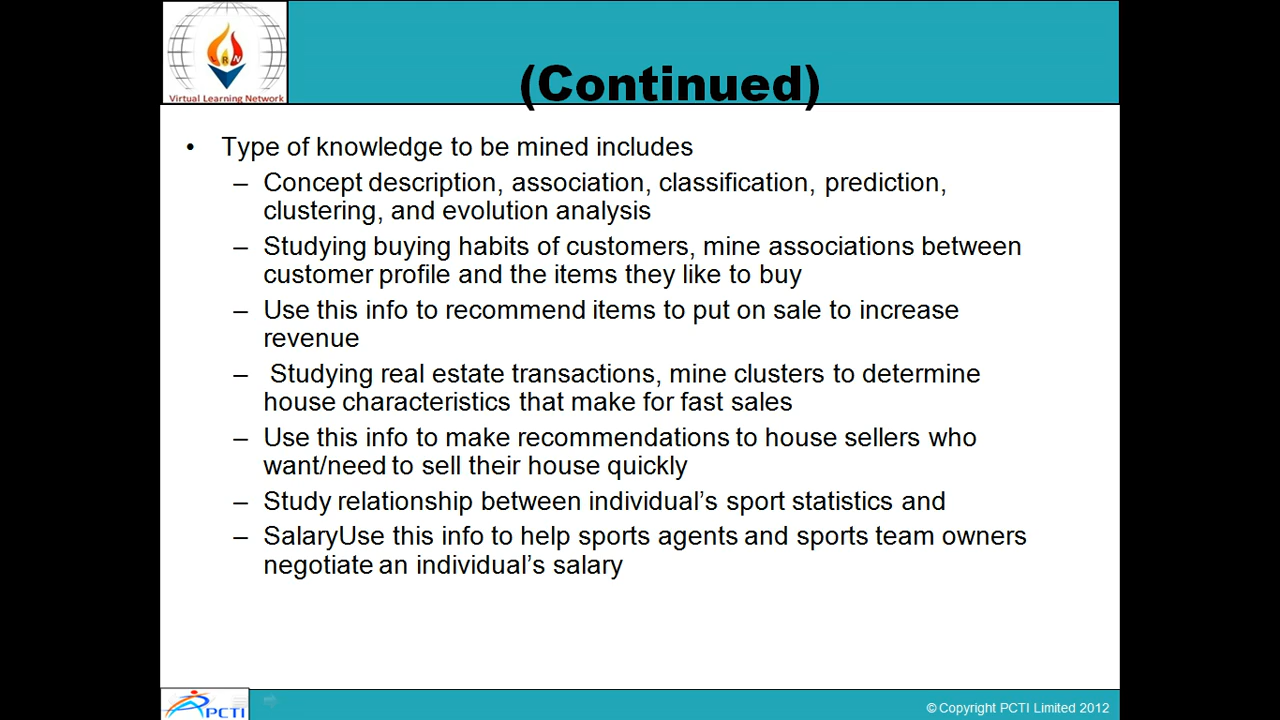 LRN
Virtual Learning Network
(Continued)
• Type of knowledge to be mined includes
– Concept description, association, classification, prediction,
clustering, and evolution analysis
– Studying buying habits of customers, mine associations between
customer profile and the items they like to buy
– Use this info to recommend items to put on sale to increase
revenue
– Studying real estate transactions, mine clusters to determine
house characteristics that make for fast sales
– Use this info to make recommendations to house sellers who
want/need to sell their house quickly
– Study relationship between individual’s sport statistics and
– SalaryUse this info to help sports agents and sports team owners
negotiate an individual’s salary
PCTI
© Copyright PCTI Limited 2012